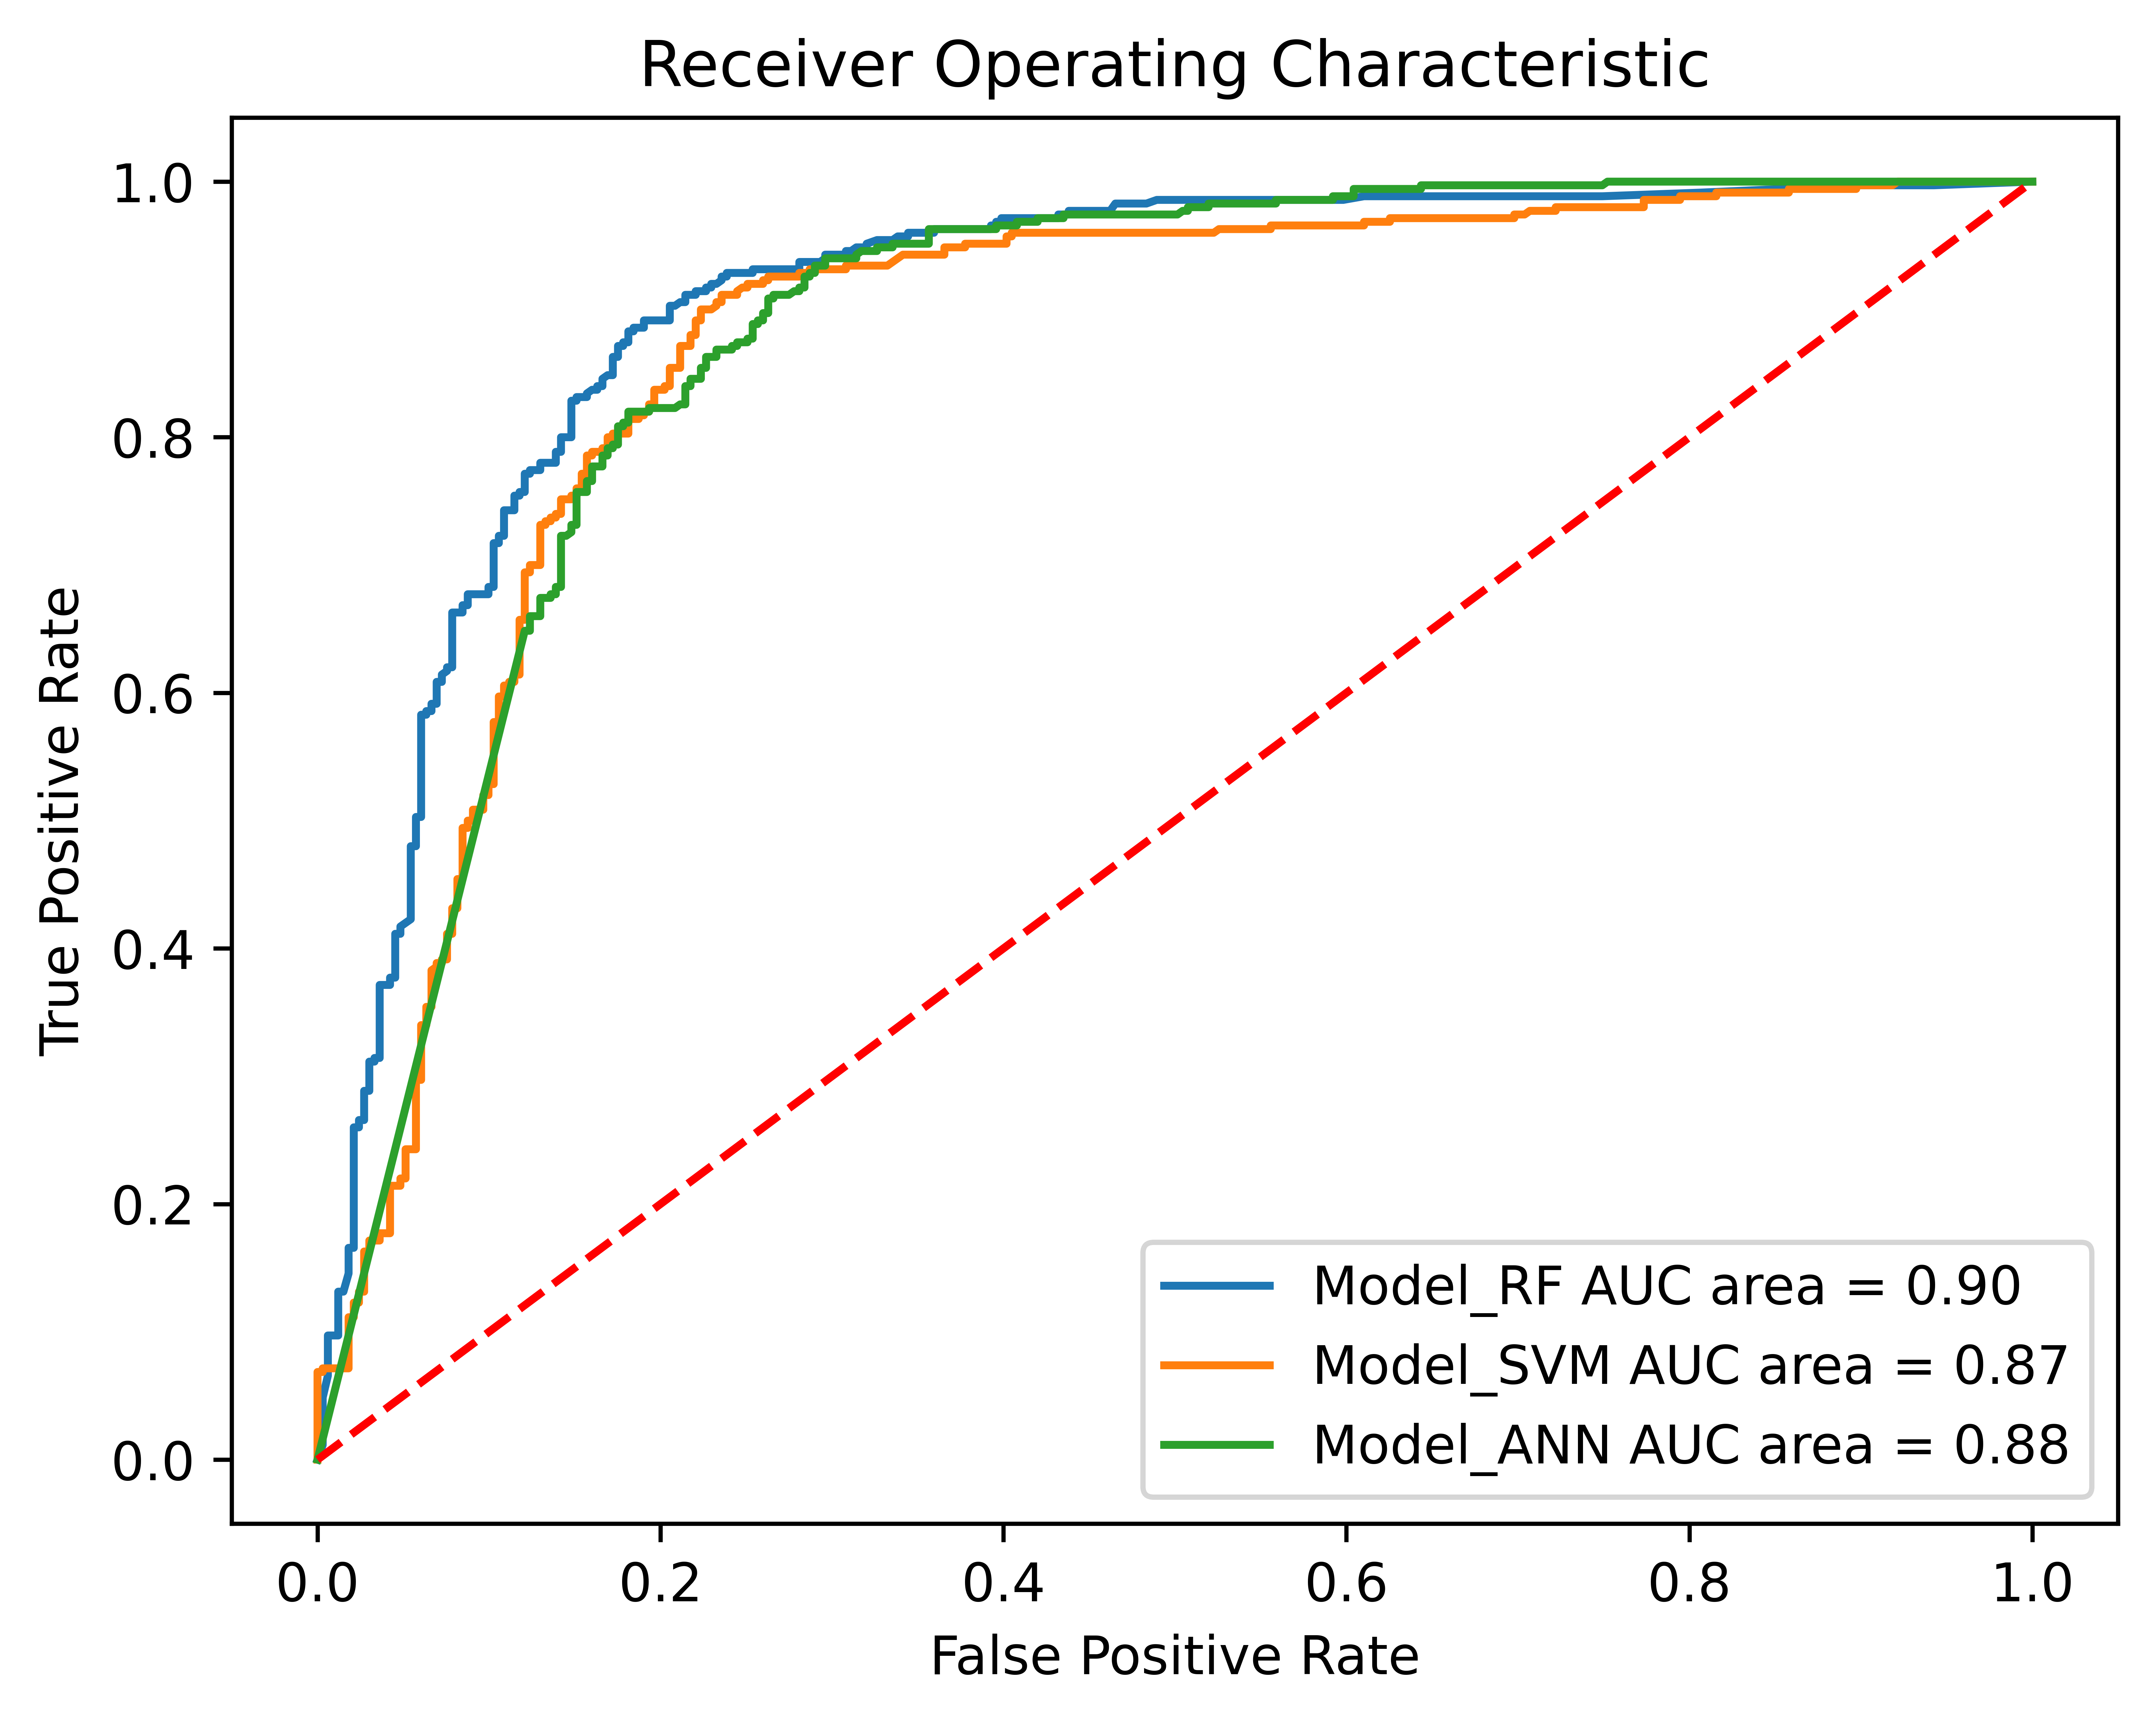 Receiver Operating Characteristic
1.0
0.8
0.6
0.4
0.2
0.0
True Positive Rate
Model_RF AUC area = 0.90
Model_SVM AUC area = 0.87
Model_ANN AUC area = 0.88
0.0 0.2 0.4 0.6 0.8 1.0
False Positive Rate